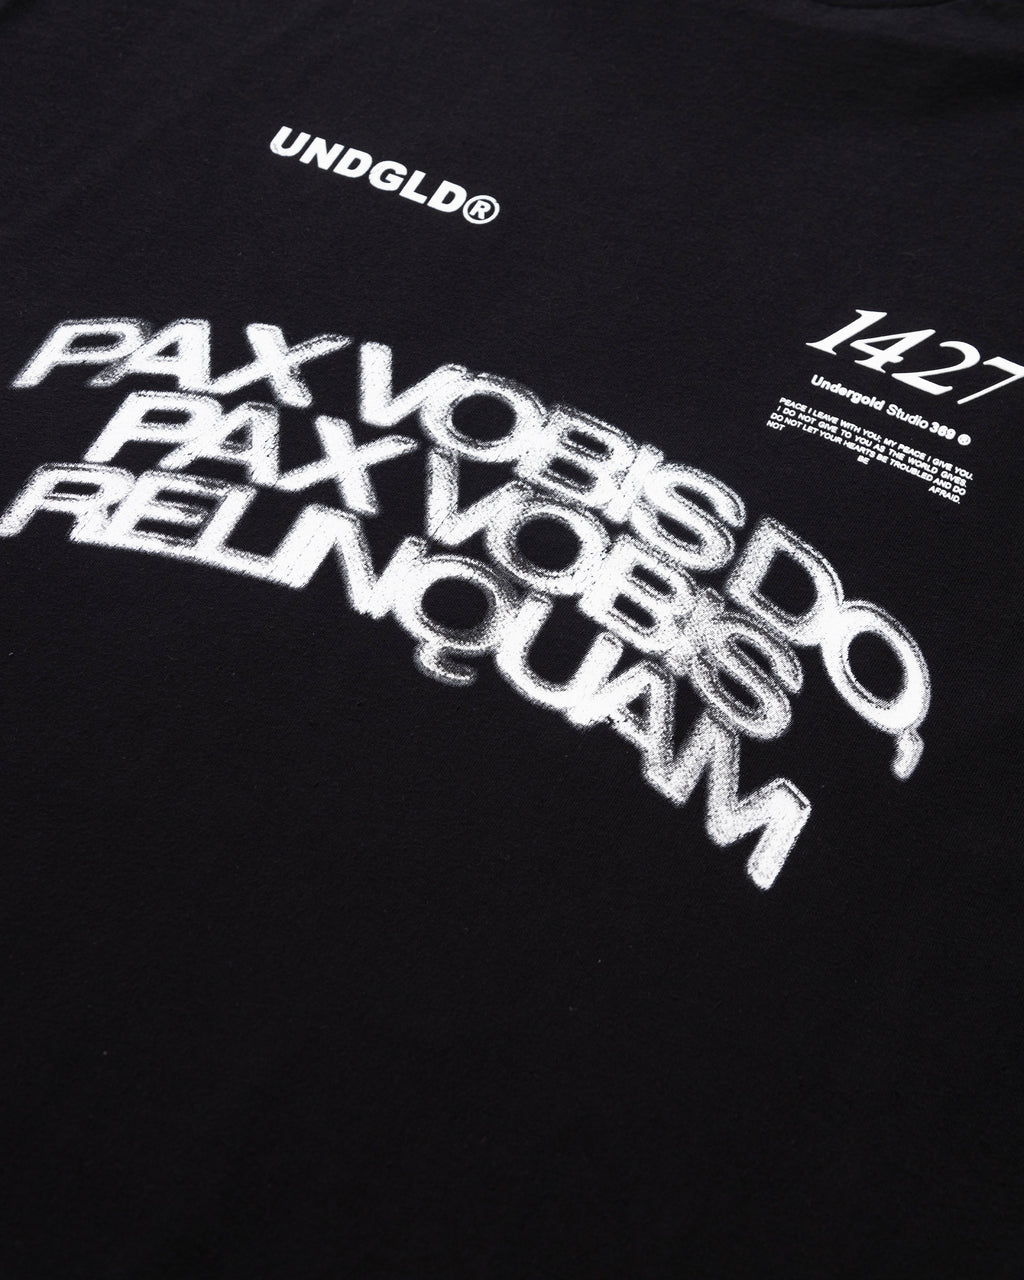 UNDGLD®
PAX VOBIS DO,
PAX VOBIS
RELINQUAM
1427
Undergold Studio 369 ®
PEACE I LEAVE WITH YOU; MY PEACE I GIVE YOU.
I DO NOT GIVE TO YOU AS THE WORLD GIVES.
DO NOT LET YOUR HEARTS BE TROUBLED AND DO
NOT BE AFRAID.